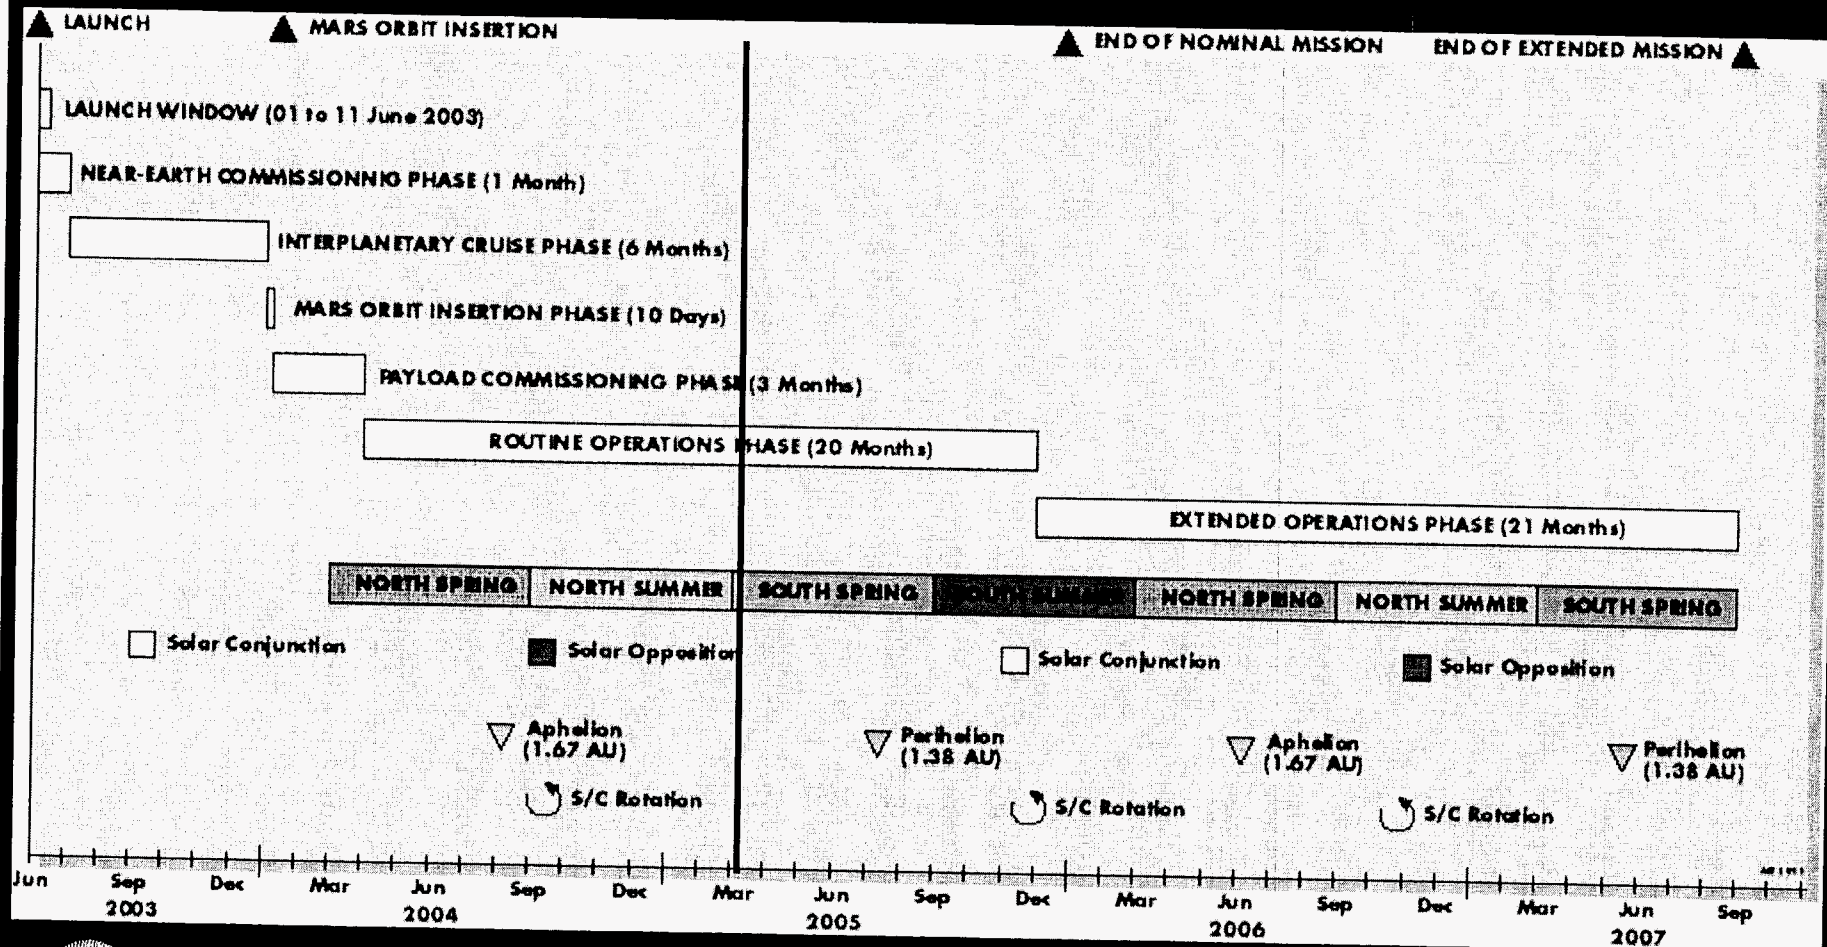 LAUNCH
MARS ORBIT INSERTION
END OF NOMINAL MISSION
END OF EXTENDED MISSION
LAUNCH WINDOW (01 to 11 June 2003)
NEAR-EARTH COMMISSIONNIG PHASE (1 Month)
INTERPLANETARY CRUISE PHASE (6 Months)
MARS ORBIT INSERTION PHASE (10 Days)
PAYLOAD COMMISSIONING PHASE (3 Months)
ROUTINE OPERATIONS PHASE (20 Months)
EXTENDED OPERATIONS PHASE (21 Months)
NORTH SPRING
NORTH SUMMER
SOUTH SPRING
SOUTH SUMMER
NORTH SPRING
NORTH SUMMER
SOUTH SPRING
Solar Conjunction
Solar Opposition
Solar Conjunction
Solar Opposition
Aphelion
(1.67 AU)
Perihelion
(1.38 AU)
Aphelion
(1.67 AU)
Perihelion
(1.38 AU)
S/C Rotation
S/C Rotation
S/C Rotation
Jun Sep Dec Mar Jun Sep Dec Mar Jun Sep Dec Mar Jun Sep Dec Mar Jun Sep
2003 2004 2005 2006 2007